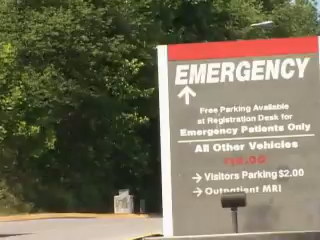 EMERGENCY
↑
Free Parking Available
at Registration Desk for
Emergency Patients Only
All Other Vehicles
→ Visitors Parking $2.00
→ Outpatient MRI